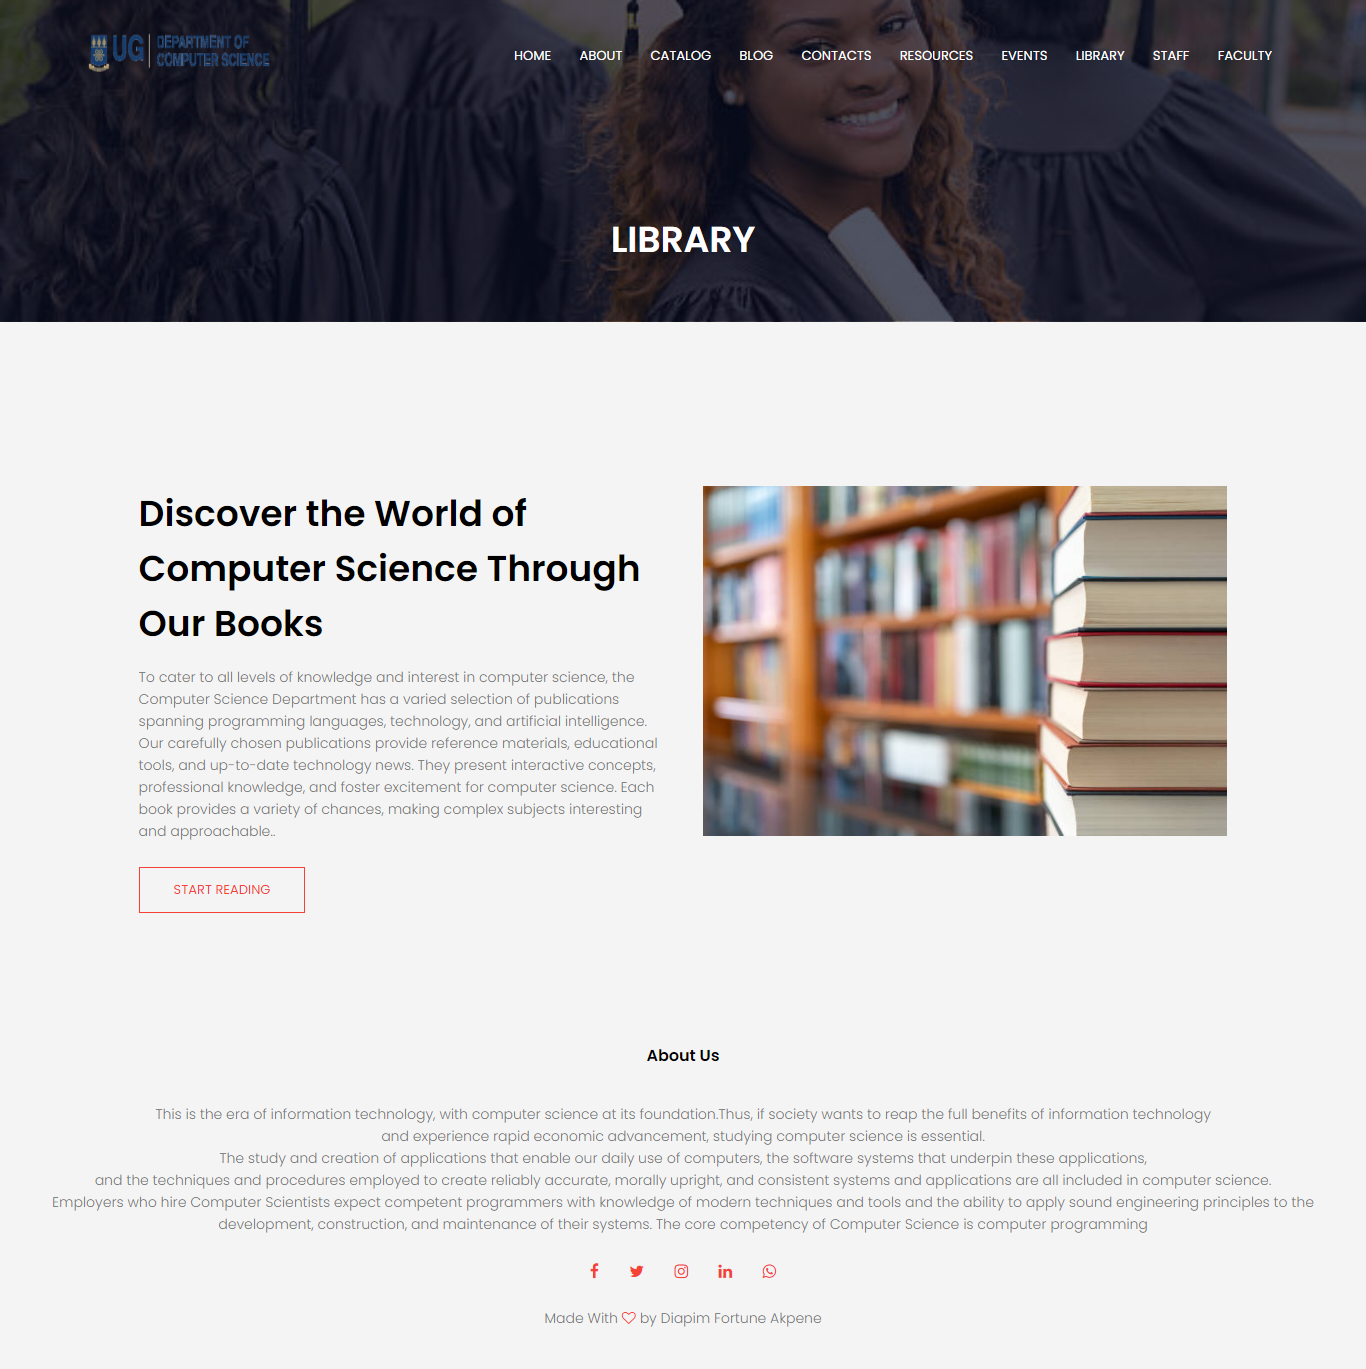 UG DEPARTMENT OF
COMPUTER SCIENCE
HOME ABOUT CATALOG BLOG CONTACTS RESOURCES EVENTS LIBRARY STAFF FACULTY
LIBRARY
Discover the World of
Computer Science Through
Our Books
To cater to all levels of knowledge and interest in computer science, the
Computer Science Department has a varied selection of publications
spanning programming languages, technology, and artificial intelligence.
Our carefully chosen publications provide reference materials, educational
tools, and up-to-date technology news. They present interactive concepts,
professional knowledge, and foster excitement for computer science. Each
book provides a variety of chances, making complex subjects interesting
and approachable..
START READING
About Us
This is the era of information technology, with computer science at its foundation.Thus, if society wants to reap the full benefits of information technology
and experience rapid economic advancement, studying computer science is essential.
The study and creation of applications that enable our daily use of computers, the software systems that underpin these applications,
and the techniques and procedures employed to create reliably accurate, morally upright, and consistent systems and applications are all included in computer science.
Employers who hire Computer Scientists expect competent programmers with knowledge of modern techniques and tools and the ability to apply sound engineering principles to the
development, construction, and maintenance of their systems. The core competency of Computer Science is computer programming
Made With ♡ by Diapim Fortune Akpene